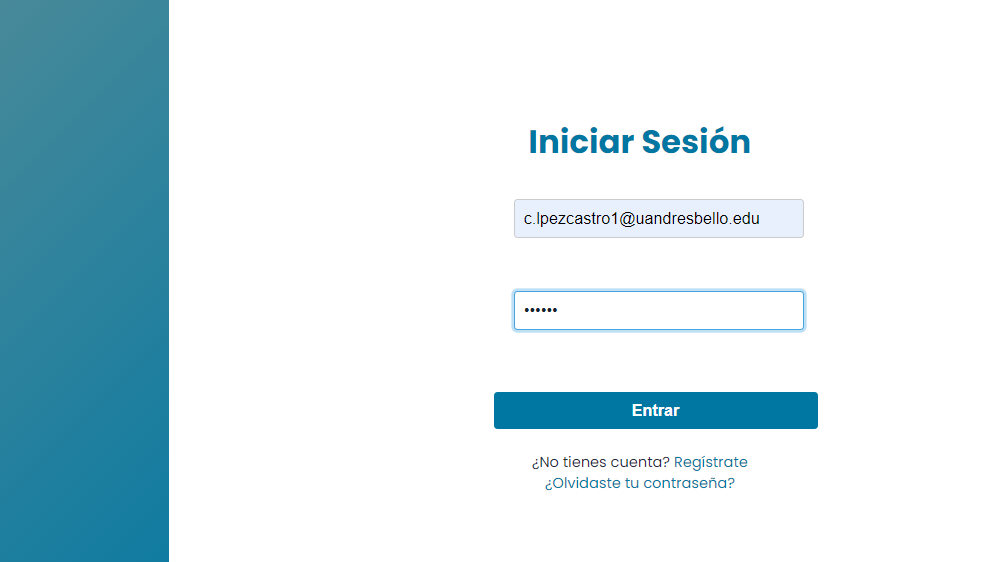 Iniciar Sesión
c.lpezcastro1@uandresbello.edu
••••••
Entrar
¿No tienes cuenta? Regístrate
¿Olvidaste tu contraseña?